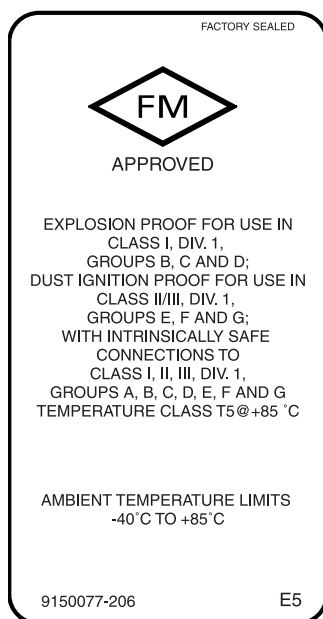 FACTORY SEALED
FM
APPROVED
EXPLOSION PROOF FOR USE IN
CLASS I, DIV. 1,
GROUPS B, C AND D;
DUST IGNITION PROOF FOR USE IN
CLASS II/III, DIV. 1,
GROUPS E, F AND G;
WITH INTRINSICALLY SAFE
CONNECTIONS TO
CLASS I, II, III, DIV. 1,
GROUPS A, B, C, D, E, F AND G
TEMPERATURE CLASS T5@+85 ˚C
AMBIENT TEMPERATURE LIMITS
-40˚C TO +85˚C
9150077-206 E5